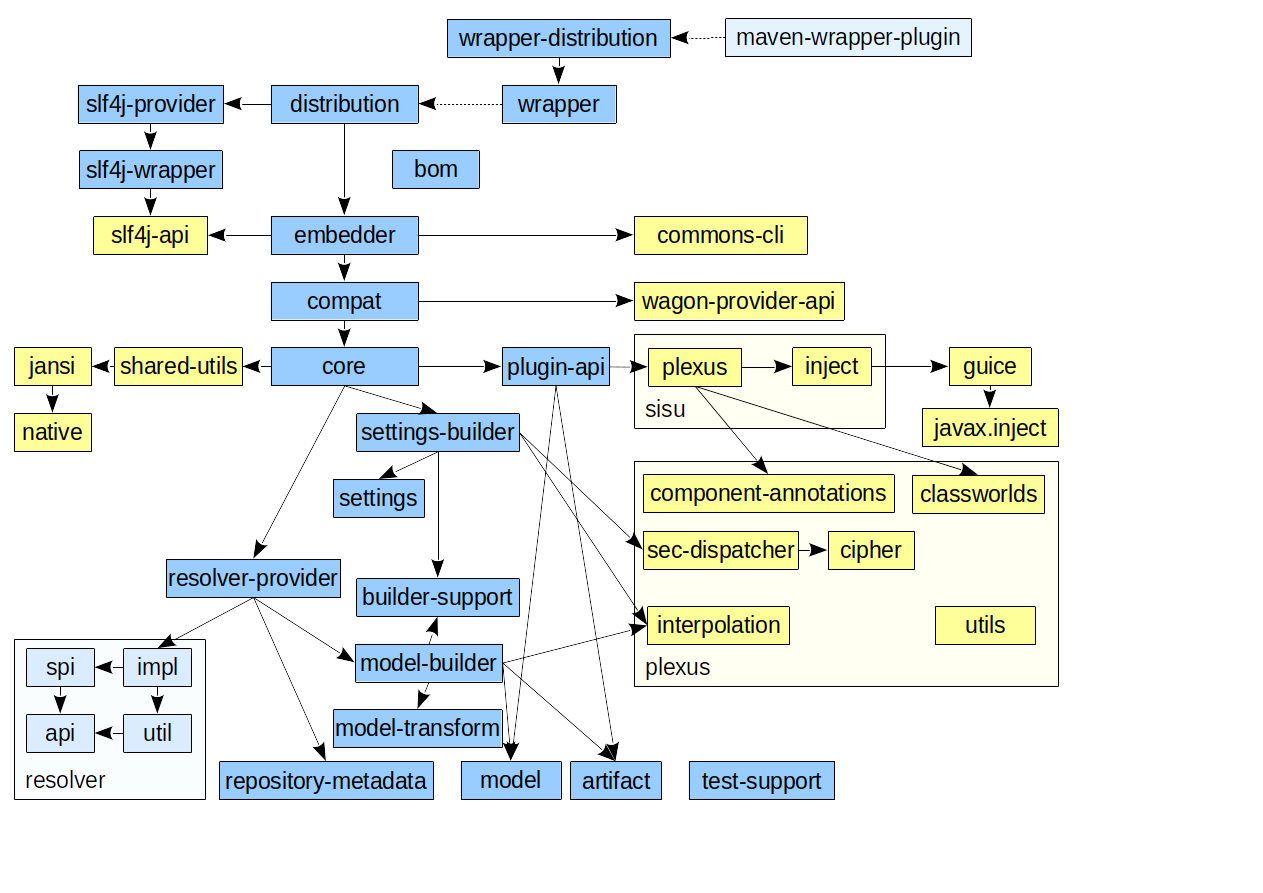 wrapper-distribution
maven-wrapper-plugin
slf4j-provider
distribution
wrapper
slf4j-wrapper
bom
slf4j-api
embedder
commons-cli
compat
wagon-provider-api
jansi
shared-utils
core
plugin-api
plexus
inject
guice
sisu
native
settings-builder
javax.inject
settings
component-annotations
classworlds
sec-dispatcher
cipher
resolver-provider
builder-support
interpolation
utils
spi
impl
model-builder
plexus
api
util
model-transform
resolver
repository-metadata
model
artifact
test-support